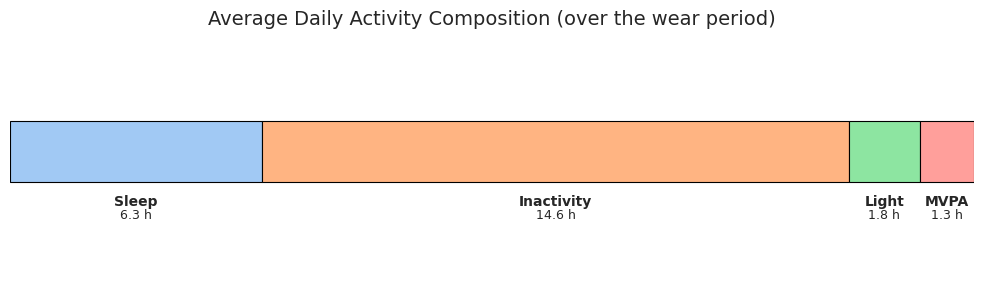 Average Daily Activity Composition (over the wear period)
Sleep
6.3 h
Inactivity
14.6 h
Light
1.8 h
MVPA
1.3 h